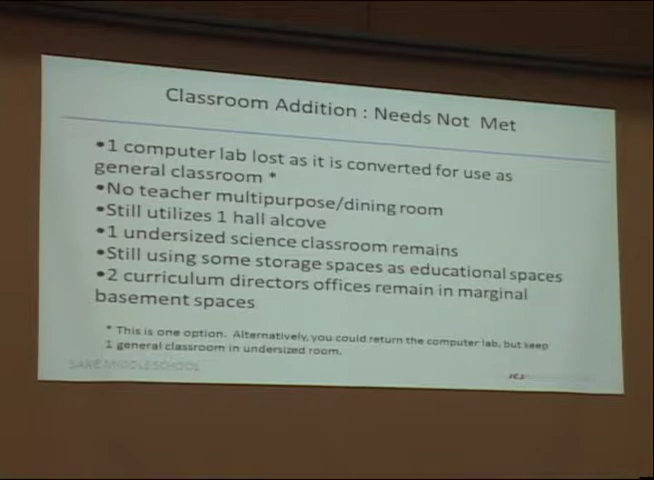 Classroom Addition : Needs Not Met
•1 computer lab lost as it is converted for use as
general classroom *
•No teacher multipurpose/dining room
•Still utilizes 1 hall alcove
•1 undersized science classroom remains
•Still using some storage spaces as educational spaces
•2 curriculum directors offices remain in marginal
basement spaces
* This is one option. Alternatively, you could return the computer lab, but keep
1 general classroom in undersized room.
MIDDLE SCHOOL